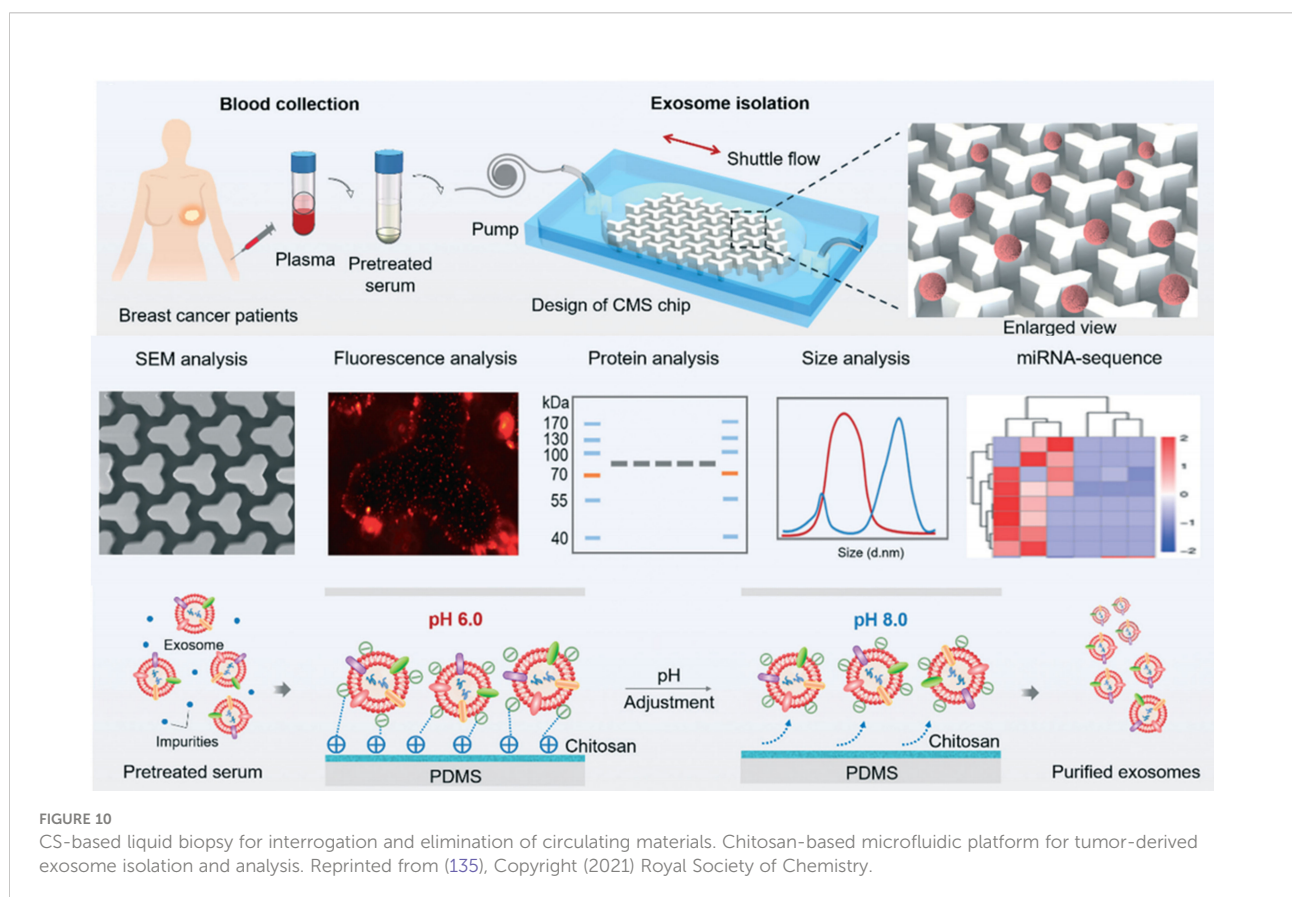 Blood collection
Exosome isolation
Shuttle flow
Pump
Plasma
Pretreated
serum
Design of CMS chip
Breast cancer patients
Enlarged view
SEM analysis
Fluorescence analysis
Protein analysis
Size analysis
miRNA-sequence
kDa
170
130
100
70
55
40
Size (d.nm)
2
1
0
−1
−2
pH 6.0
pH 8.0
Exosome
pH
Adjustment
Impurities
Chitosan
Chitosan
Pretreated serum
PDMS
PDMS
Purified exosomes
FIGURE 10
CS-based liquid biopsy for interrogation and elimination of circulating materials. Chitosan-based microfluidic platform for tumor-derived
exosome isolation and analysis. Reprinted from (135), Copyright (2021) Royal Society of Chemistry.